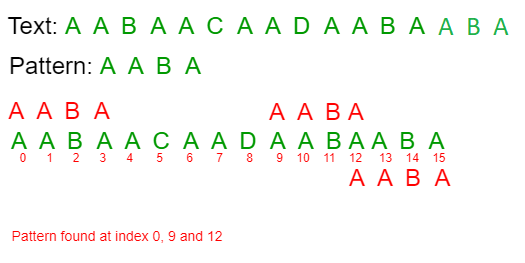 Text: A A B A A C A A D A A B A A B A
Pattern: A A B A
A A B A A A B A
A A B A A C A A D A A B A A B A
0 1 2 3 4 5 6 7 8 9 10 11 12 13 14 15
A A B A
Pattern found at index 0, 9 and 12